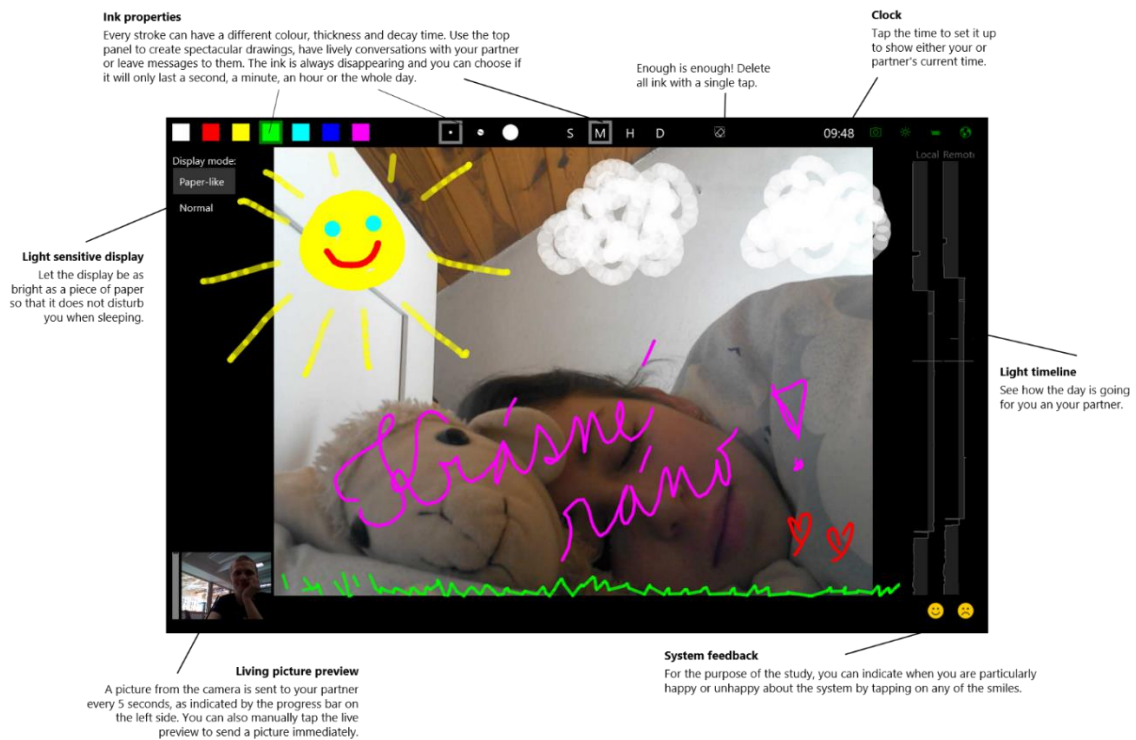 Ink properties
Every stroke can have a different colour, thickness and decay time. Use the top
panel to create spectacular drawings, have lively conversations with your partner
or leave messages to them. The ink is always disappearing and you can choose if
it will only last a second, a minute, an hour or the whole day.
Enough is enough! Delete
all ink with a single tap.
Clock
Tap the time to set it up
to show either your or
partner's current time.
S M H D
09:48
Display mode:
Paper-like
Normal
Local Remote
Light sensitive display
Let the display be as
bright as a piece of paper
so that it does not disturb
you when sleeping.
Light timeline
See how the day is going
for you an your partner.
Krásné
ráno!
Living picture preview
A picture from the camera is sent to your partner
every 5 seconds, as indicated by the progress bar on
the left side. You can also manually tap the live
preview to send a picture immediately.
System feedback
For the purpose of the study, you can indicate when you are particularly
happy or unhappy about the system by tapping on any of the smiles.